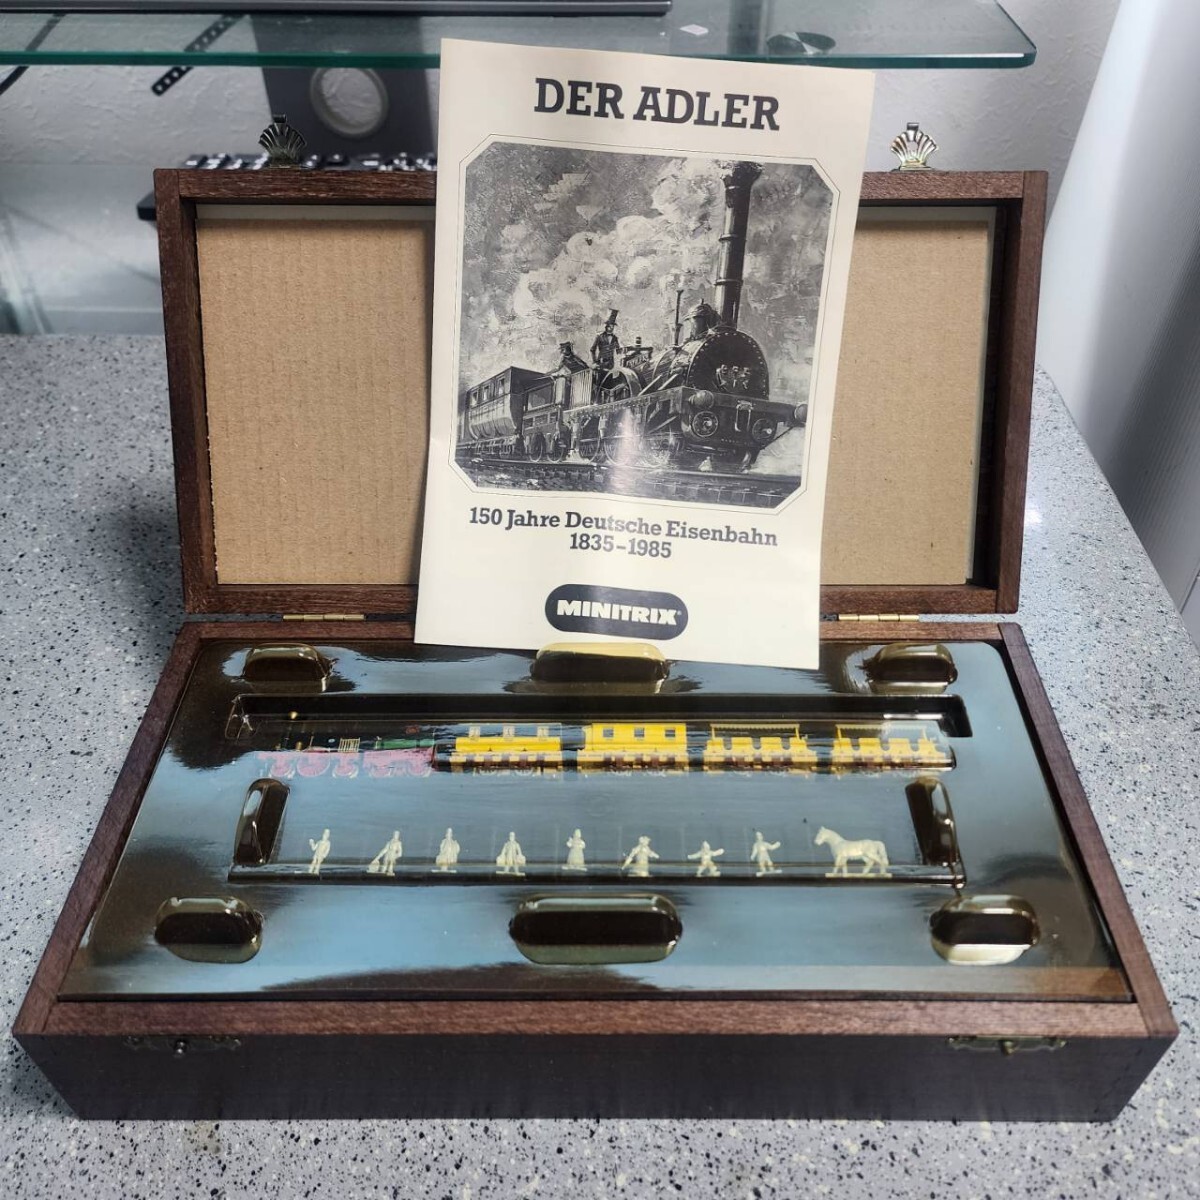 DER ADLER
150 Jahre Deutsche Eisenbahn
1835–1985
MINITRIX